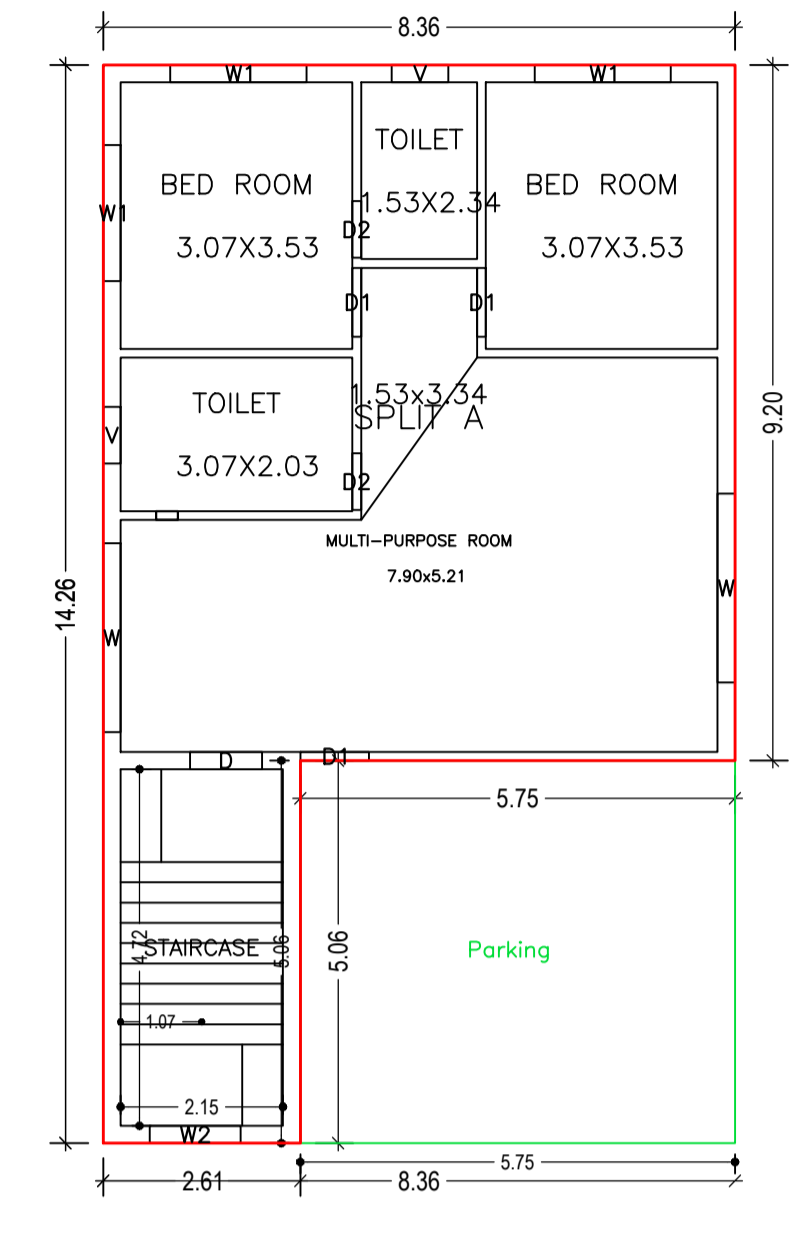 8.36
W1
V
W1
TOILET
1.53X2.34
BED ROOM
3.07X3.53
BED ROOM
3.07X3.53
W1
D2
D1
D1
1.53x3.34
SPLIT A
TOILET
3.07X2.03
V
D2
9.20
MULTI-PURPOSE ROOM
7.90x5.21
14.26
W
W
D
D1
5.75
4.72
STAIRCASE
5.06
5.06
Parking
1.07
2.15
W2
5.75
2.61
8.36